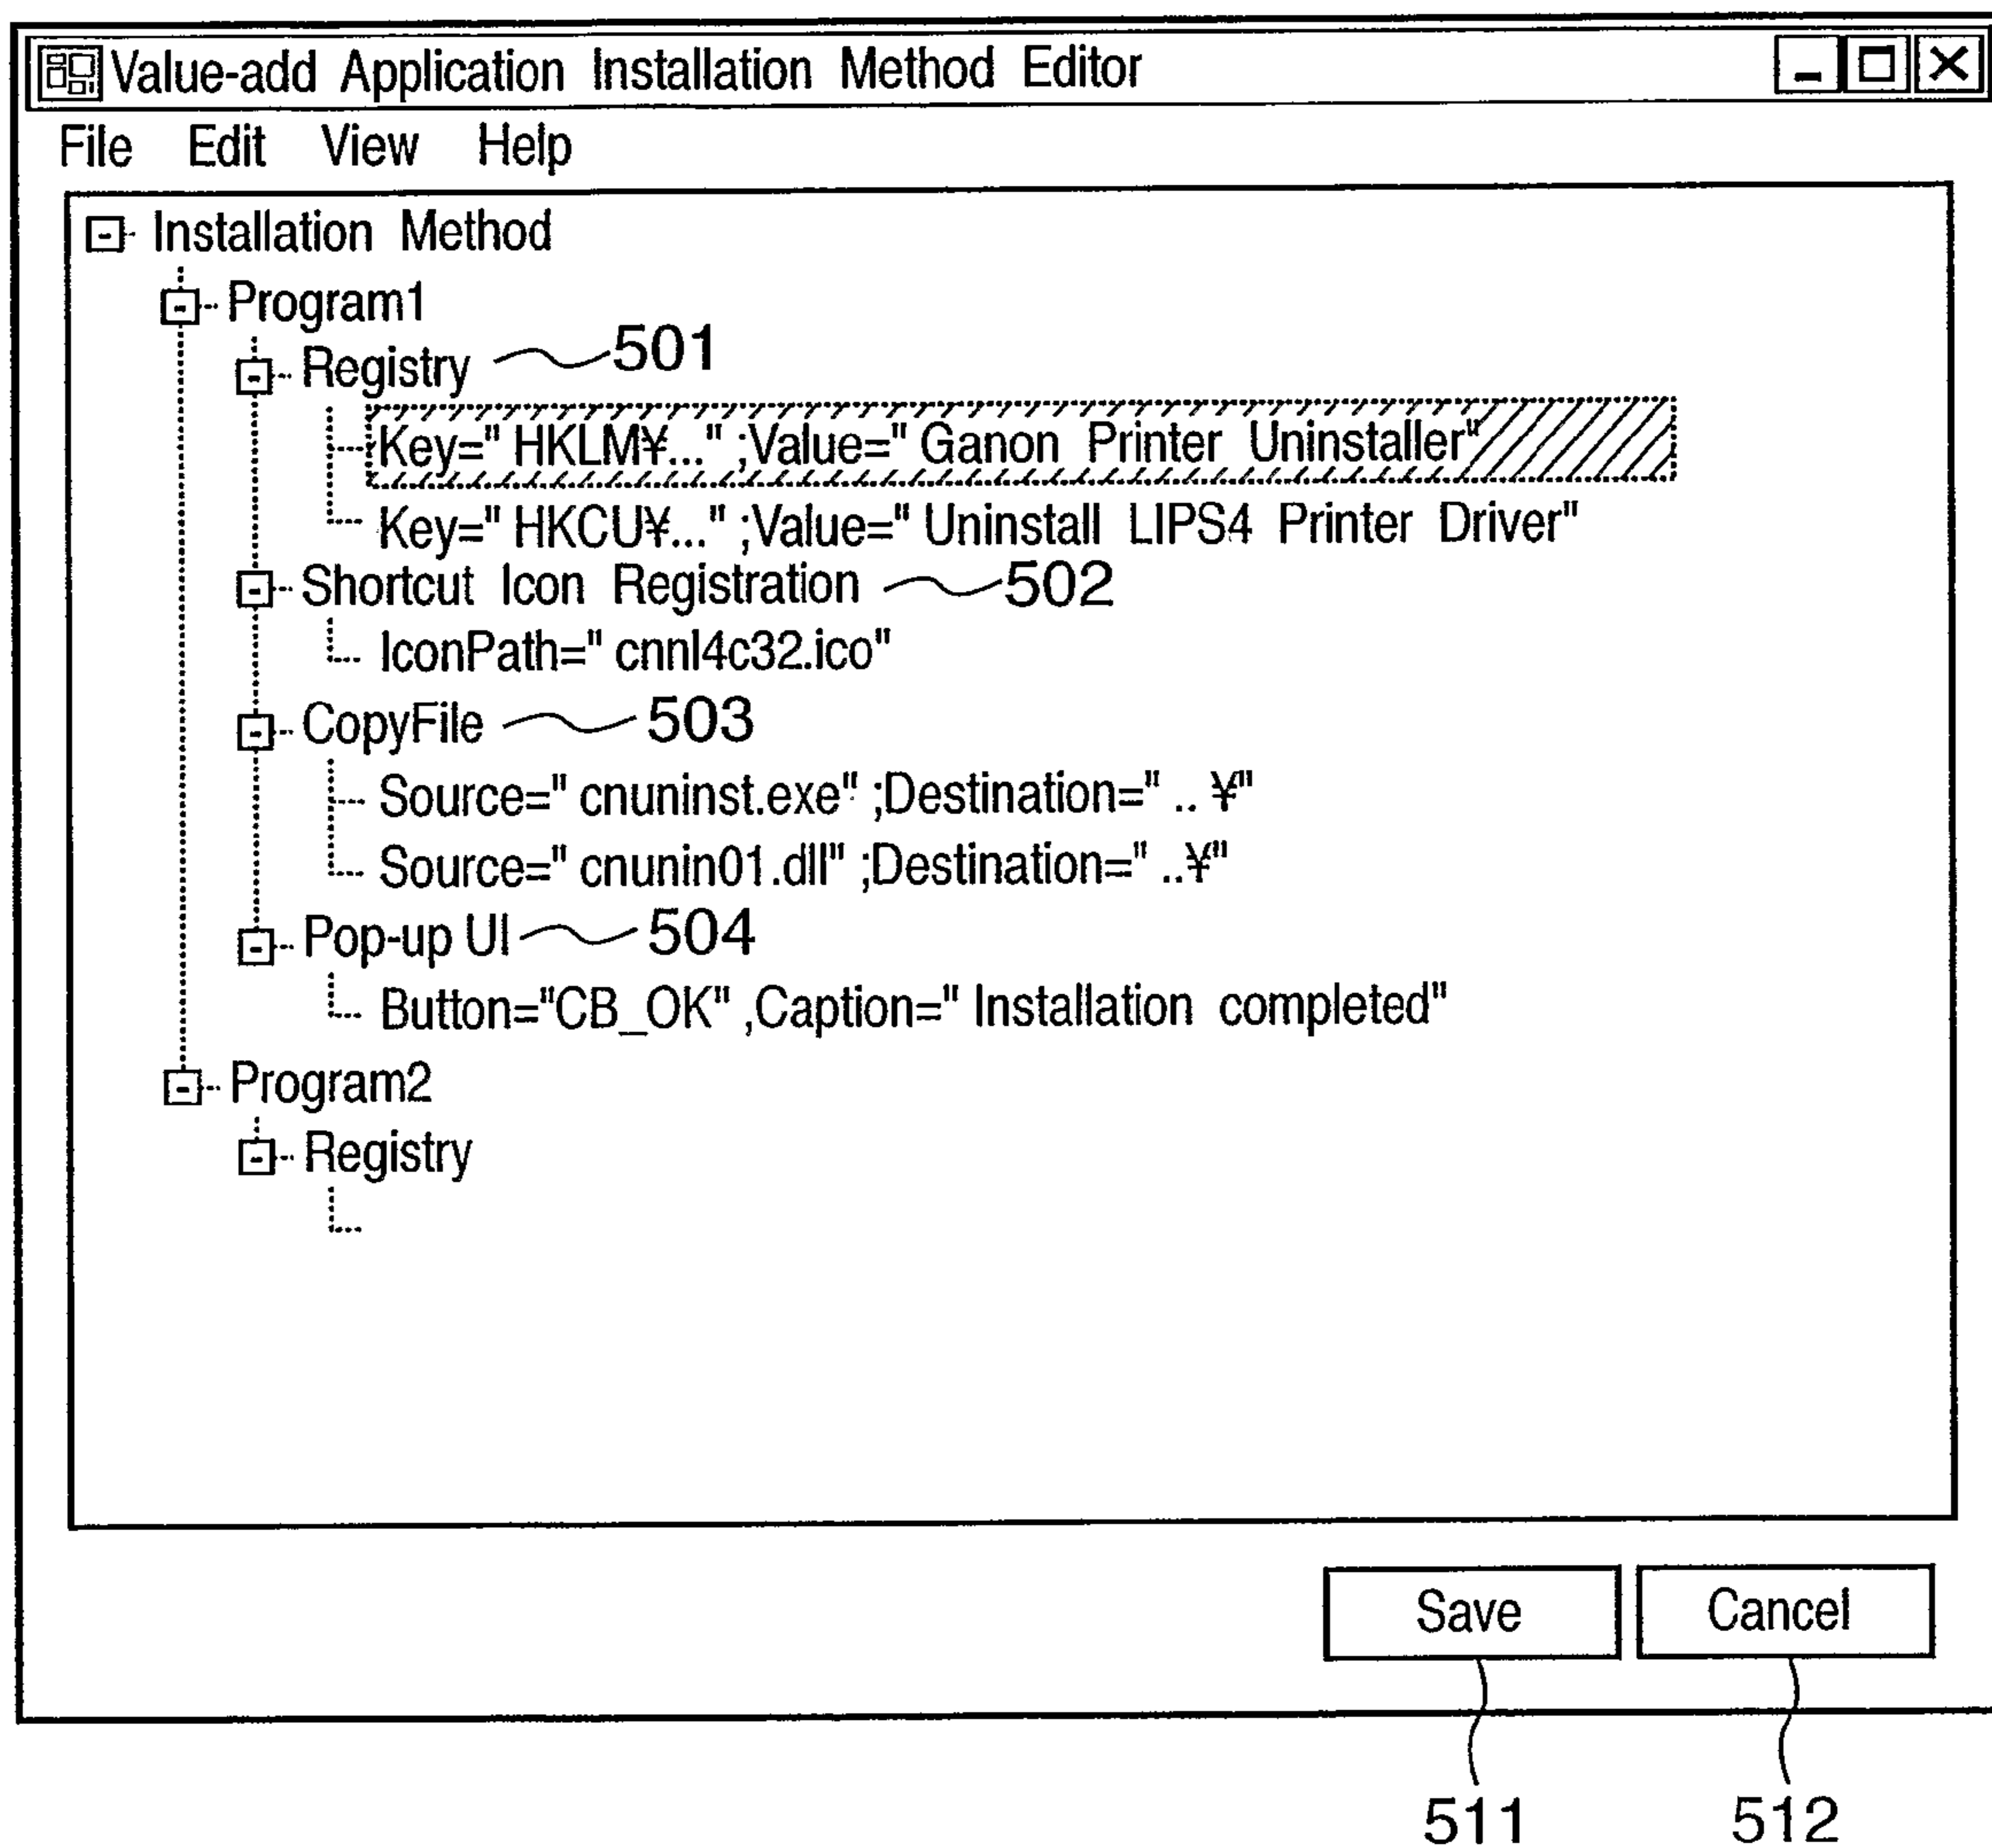 Value-add Application Installation Method Editor
File Edit View Help
Installation Method
Program1
Registry 501
Key="HKLM¥...";Value="Ganon Printer Uninstaller"
Key="HKCU¥...";Value="Uninstall LIPS4 Printer Driver"
Shortcut Icon Registration 502
IconPath="cnnl4c32.ico"
CopyFile 503
Source="cnuninst.exe";Destination="..¥"
Source="cnunin01.dll";Destination="..¥"
Pop-up UI 504
Button="CB_OK",Caption="Installation completed"
Program2
Registry
Save Cancel
511 512